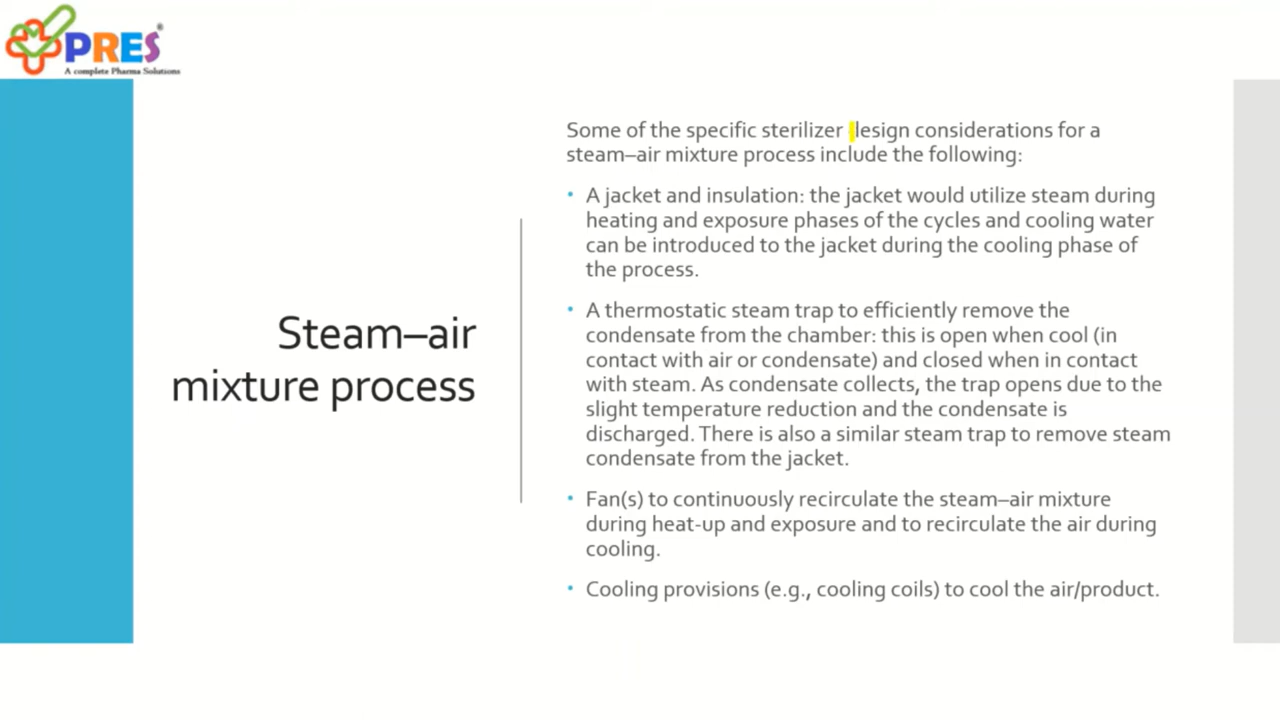 XPRES®
A complete Pharma Solutions
Steam–air
mixture process
Some of the specific sterilizer design considerations for a
steam–air mixture process include the following:
• A jacket and insulation: the jacket would utilize steam during
heating and exposure phases of the cycles and cooling water
can be introduced to the jacket during the cooling phase of
the process.
• A thermostatic steam trap to efficiently remove the
condensate from the chamber: this is open when cool (in
contact with air or condensate) and closed when in contact
with steam. As condensate collects, the trap opens due to the
slight temperature reduction and the condensate is
discharged. There is also a similar steam trap to remove steam
condensate from the jacket.
• Fan(s) to continuously recirculate the steam–air mixture
during heat-up and exposure and to recirculate the air during
cooling.
• Cooling provisions (e.g., cooling coils) to cool the air/product.